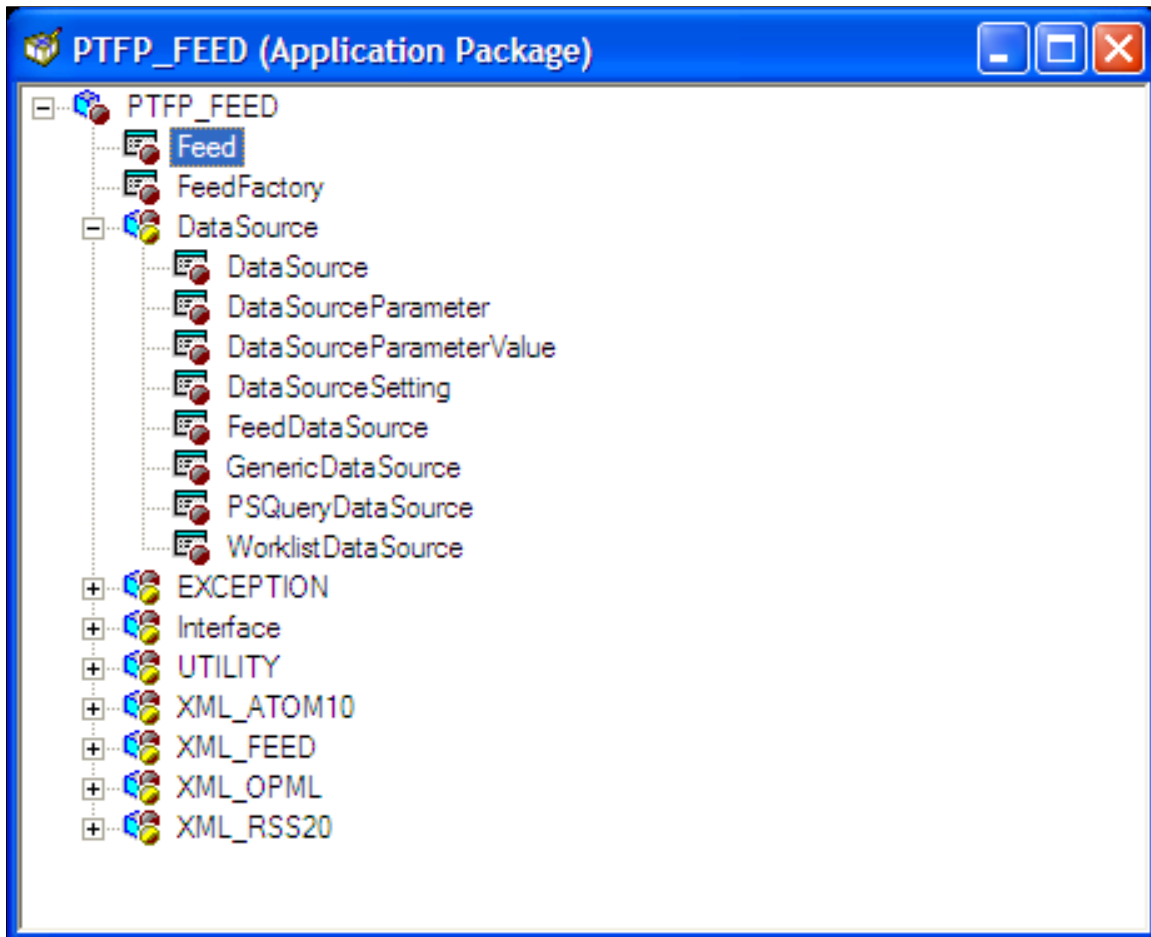 PTFP_FEED (Application Package)
PTFP_FEED
Feed
FeedFactory
DataSource
DataSource
DataSourceParameter
DataSourceParameterValue
DataSourceSetting
FeedDataSource
GenericDataSource
PSQueryDataSource
WorklistDataSource
EXCEPTION
Interface
UTILITY
XML_ATOM10
XML_FEED
XML_OPML
XML_RSS20